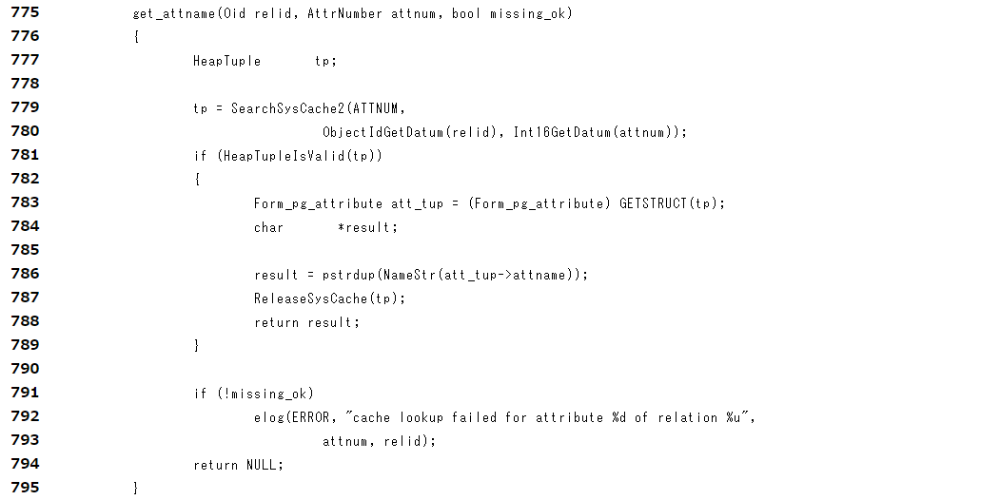 775 get_attname(Oid relid, AttrNumber attnum, bool missing_ok)
776 {
777 HeapTuple tp;
778
779 tp = SearchSysCache2(ATTNUM,
780 ObjectIdGetDatum(relid), Int16GetDatum(attnum));
781 if (HeapTupleIsValid(tp))
782 {
783 Form_pg_attribute att_tup = (Form_pg_attribute) GETSTRUCT(tp);
784 char *result;
785
786 result = pstrdup(NameStr(att_tup->attname));
787 ReleaseSysCache(tp);
788 return result;
789 }
790
791 if (!missing_ok)
792 elog(ERROR, "cache lookup failed for attribute %d of relation %u",
793 attnum, relid);
794 return NULL;
795 }